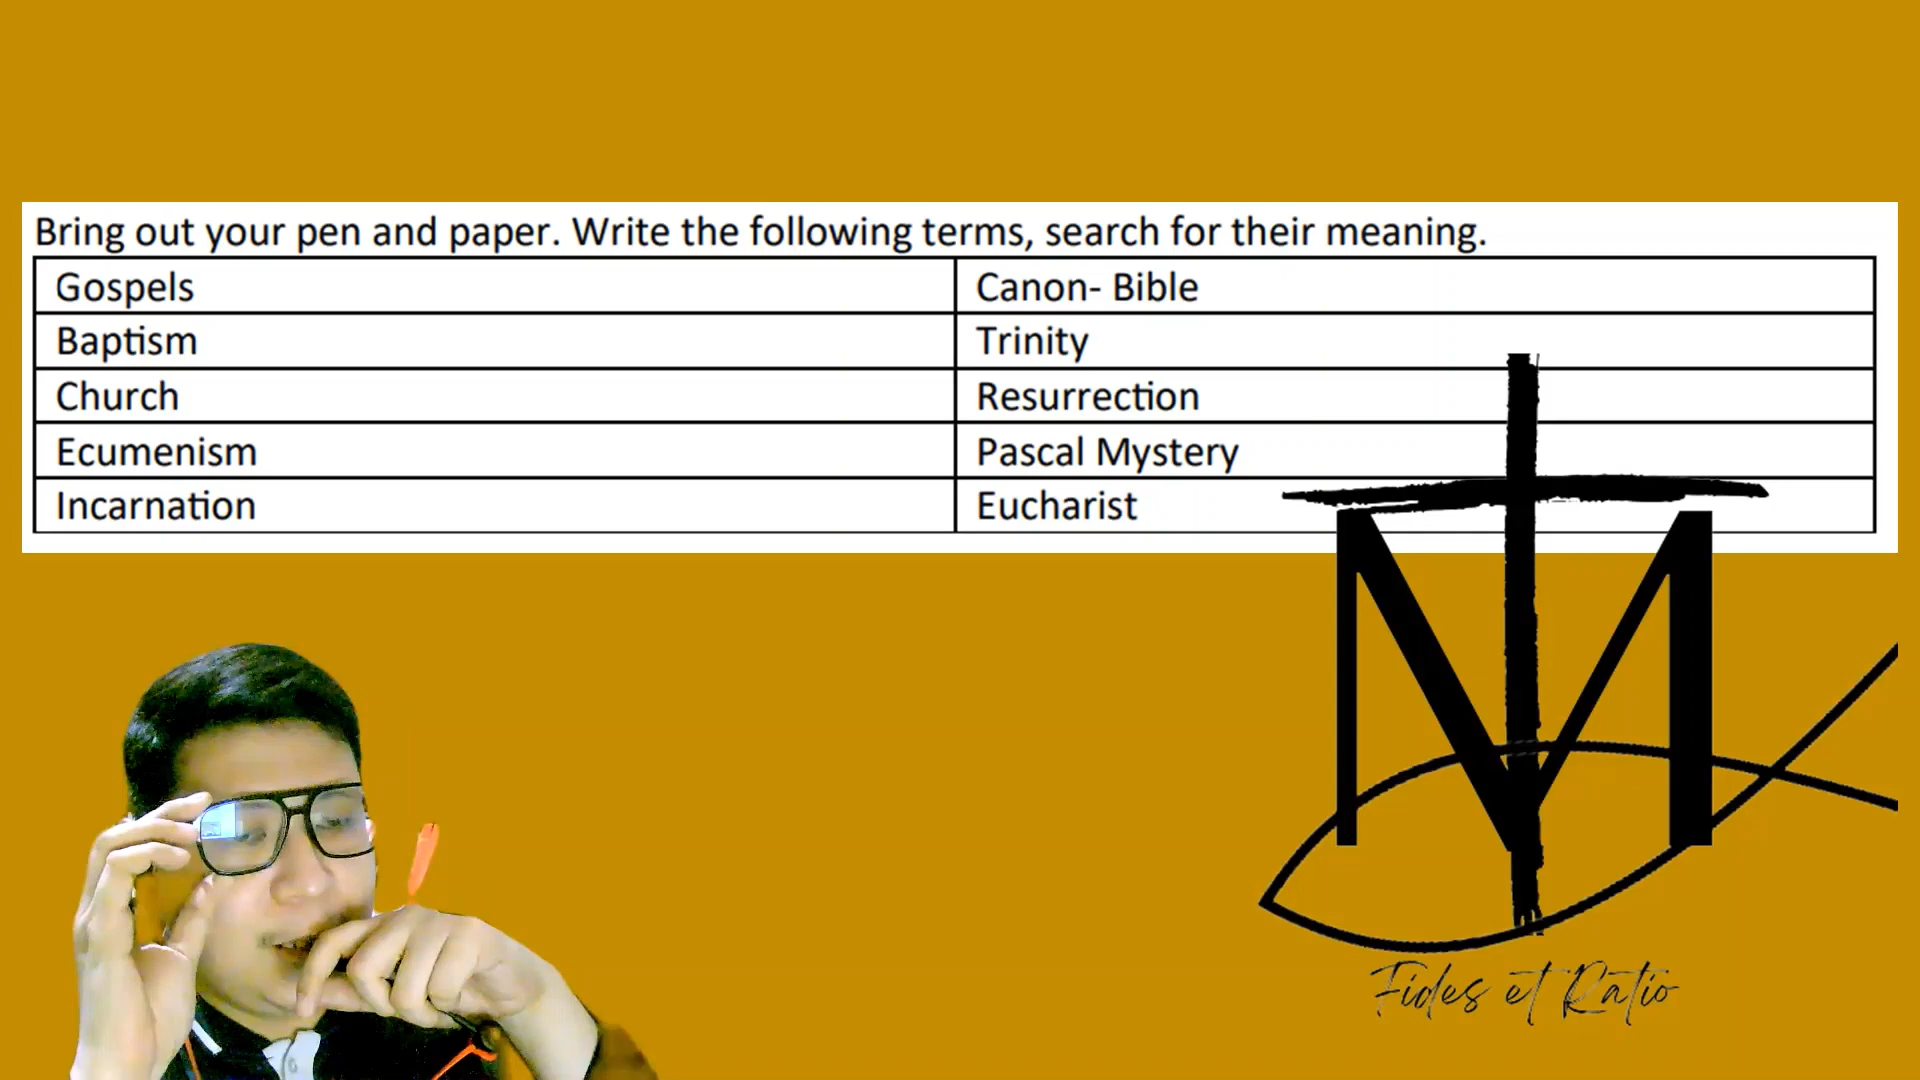 Bring out your pen and paper. Write the following terms, search for their meaning.
Gospels Canon- Bible
Baptism Trinity
Church Resurrection
Ecumenism Pascal Mystery
Incarnation Eucharist
M
Fides et Ratio